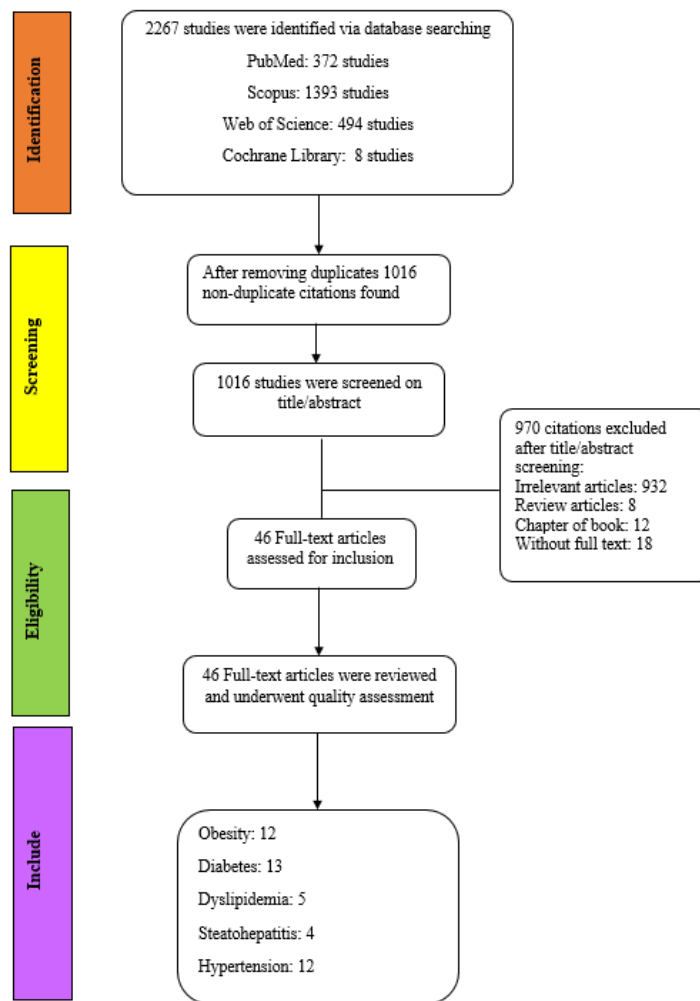 Identification
2267 studies were identified via database searching
PubMed: 372 studies
Scopus: 1393 studies
Web of Science: 494 studies
Cochrane Library: 8 studies
Screening
After removing duplicates 1016
non-duplicate citations found
1016 studies were screened on
title/abstract
970 citations excluded
after title/abstract
screening:
Irrelevant articles: 932
Review articles: 8
Chapter of book: 12
Without full text: 18
Eligibility
46 Full-text articles
assessed for inclusion
46 Full-text articles were reviewed
and underwent quality assessment
Include
Obesity: 12
Diabetes: 13
Dyslipidemia: 5
Steatohepatitis: 4
Hypertension: 12